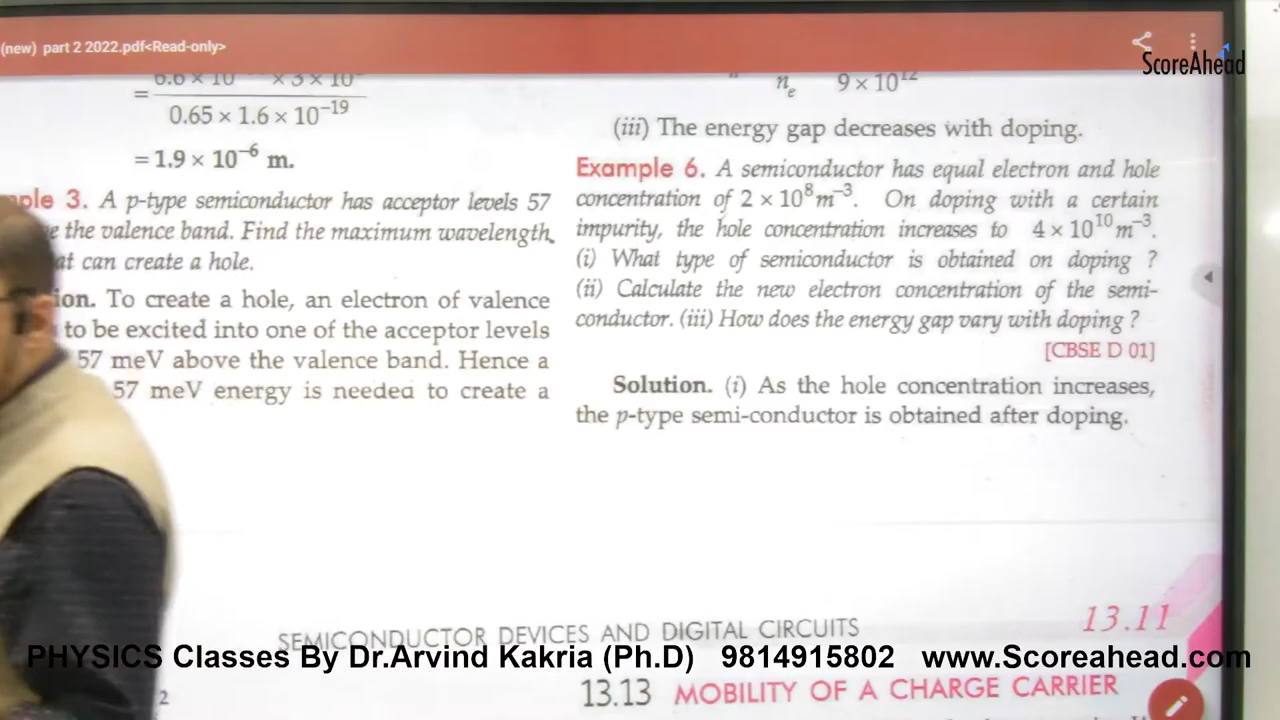 (new) part 2 2022.pdf<Read-only>
ScoreAhead
=
0.65 × 1.6 × 10⁻¹⁹
= 1.9 × 10⁻⁶ m.
ple 3. A p-type semiconductor has acceptor levels 57
the valence band. Find the maximum wavelength
at can create a hole.
ion. To create a hole, an electron of valence
to be excited into one of the acceptor levels
57 meV above the valence band. Hence a
57 meV energy is needed to create a
nₑ 9 × 10¹²
(iii) The energy gap decreases with doping.
Example 6. A semiconductor has equal electron and hole
concentration of 2 × 10⁸ m⁻³. On doping with a certain
impurity, the hole concentration increases to 4 × 10¹⁰ m⁻³.
(i) What type of semiconductor is obtained on doping ?
(ii) Calculate the new electron concentration of the semi-
conductor. (iii) How does the energy gap vary with doping ?
[CBSE D 01]
Solution. (i) As the hole concentration increases,
the p-type semi-conductor is obtained after doping.
SEMICONDUCTOR DEVICES AND DIGITAL CIRCUITS
13.11
PHYSICS Classes By Dr.Arvind Kakria (Ph.D) 9814915802 www.Scoreahead.com
2
13.13 MOBILITY OF A CHARGE CARRIER